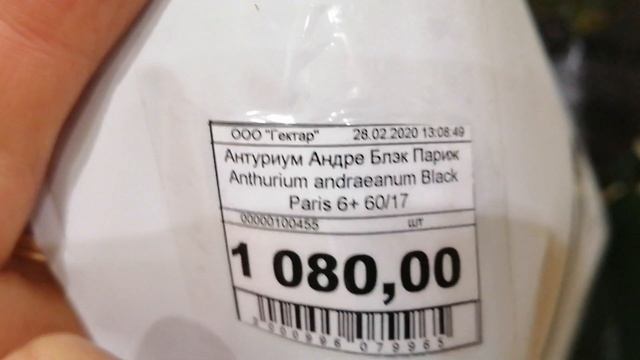 ООО "Гектар" 28.02.2020 13:08:49
Антуриум Андре Блэк Париж
Anthurium andraeanum Black
Paris 6+ 60/17
00000100455 шт
1 080,00
2000996079965